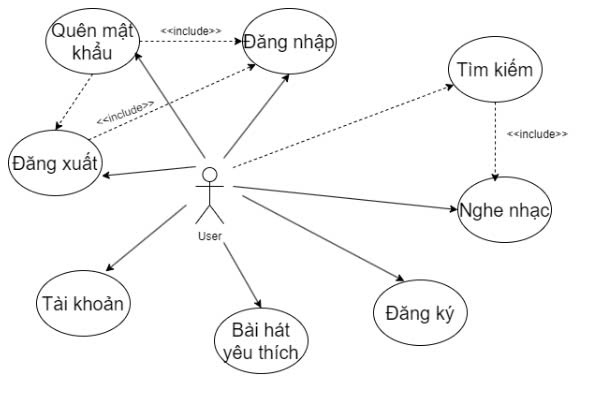 Quên mật
khẩu
<<include>>
Đăng nhập
Tìm kiếm
<<include>>
<<include>>
Đăng xuất
Nghe nhạc
User
Tài khoản
Bài hát
yêu thích
Đăng ký